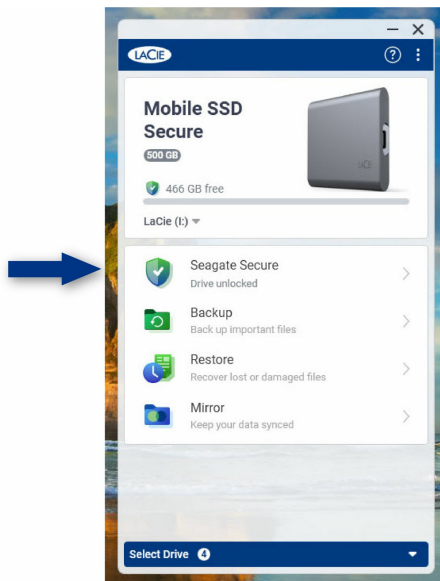 LACIE
Mobile SSD
Secure
500 GB
466 GB free
LaCie (I:)
Seagate Secure
Drive unlocked
Backup
Back up important files
Restore
Recover lost or damaged files
Mirror
Keep your data synced
Select Drive 4